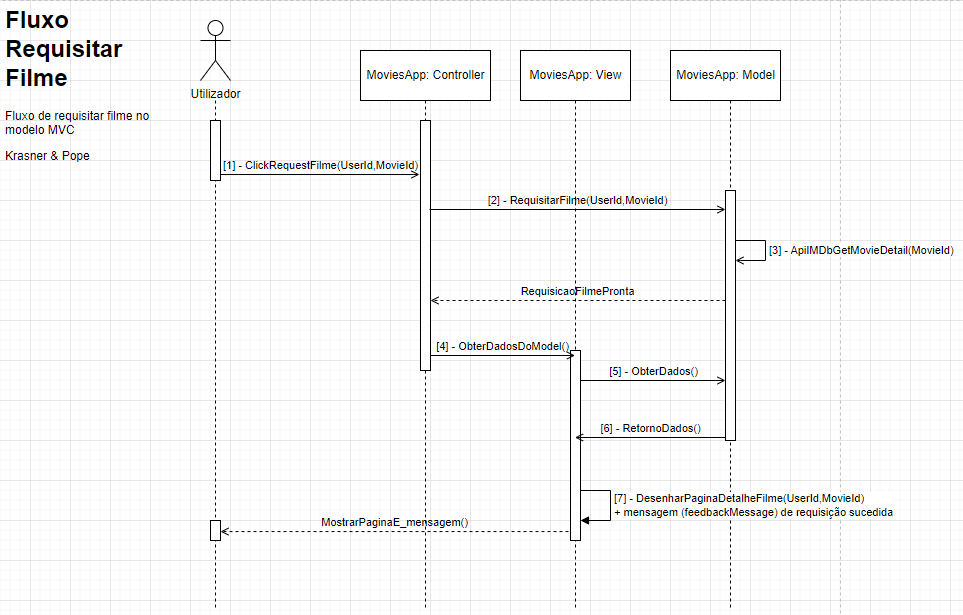 Fluxo
Requisitar
Filme
Fluxo de requisitar filme no
modelo MVC
Krasner & Pope
Utilizador
MoviesApp: Controller
MoviesApp: View
MoviesApp: Model
[1] - ClickRequestFilme(UserId,MovieId)
[2] - RequisitarFilme(UserId,MovieId)
[3] - ApiIMDbGetMovieDetail(MovieId)
RequisicaoFilmePronta
[4] - ObterDadosDoModel()
[5] - ObterDados()
[6] - RetornoDados()
[7] - DesenharPaginaDetalheFilme(UserId,MovieId)
+ mensagem (feedbackMessage) de requisição sucedida
MostrarPaginaE_mensagem()